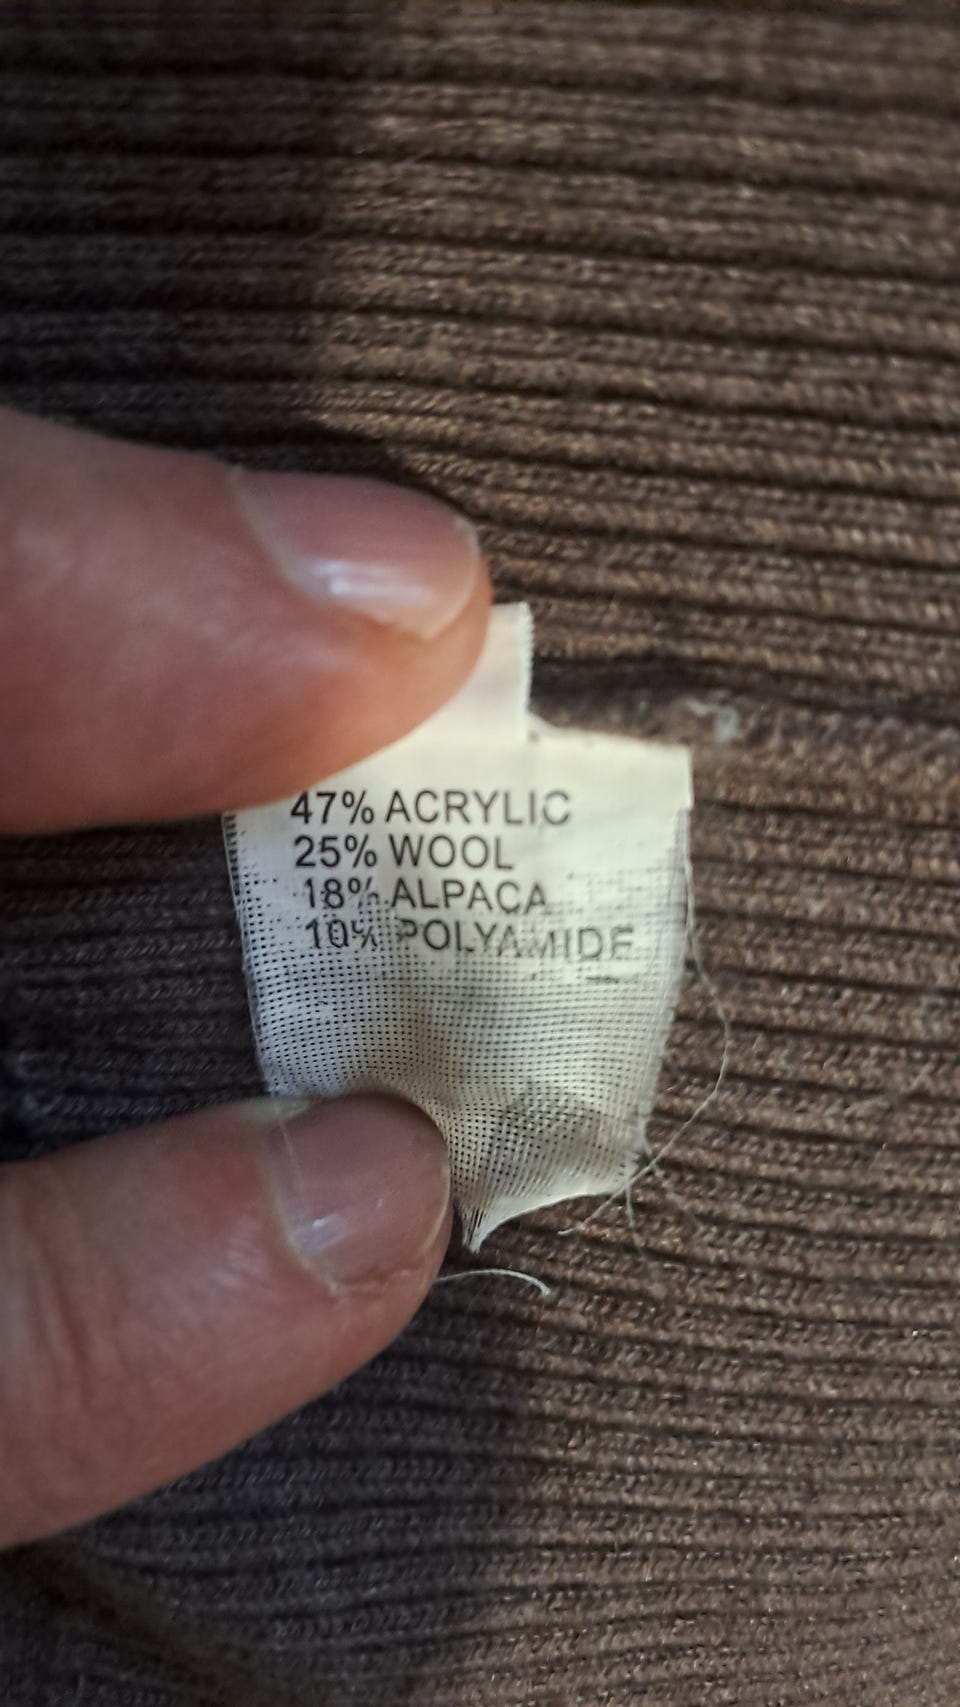 47% ACRYLIC
25% WOOL
18% ALPACA
10% POLYAMIDE